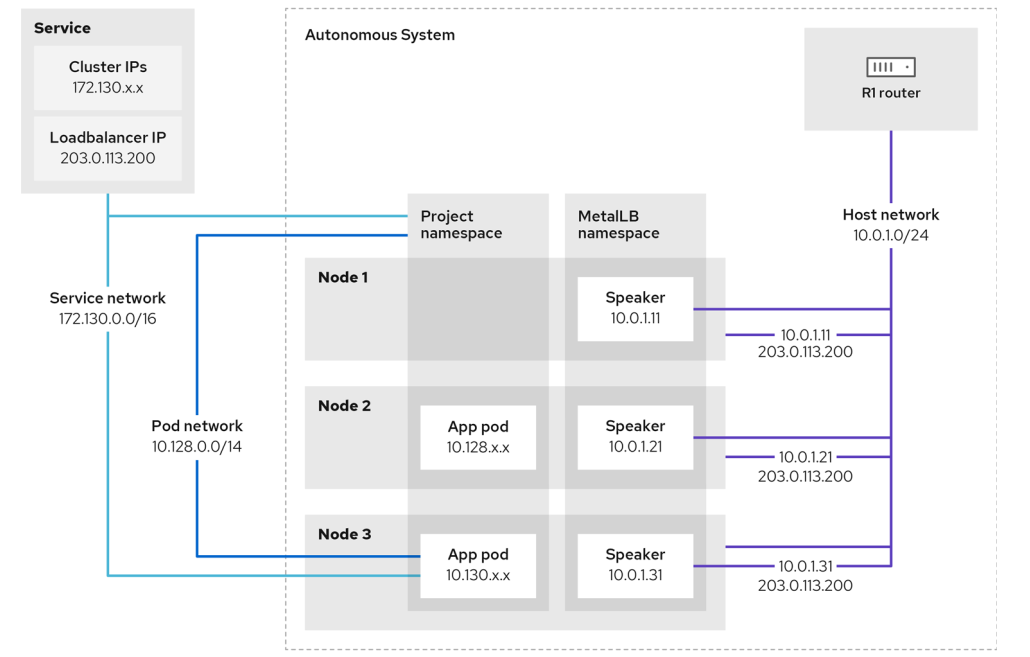 Service
Cluster IPs
172.130.x.x
Loadbalancer IP
203.0.113.200
Autonomous System
R1 router
Host network
10.0.1.0/24
Project
namespace
MetalLB
namespace
Service network
172.130.0.0/16
Pod network
10.128.0.0/14
Node 1
Speaker
10.0.1.11
10.0.1.11
203.0.113.200
Node 2
App pod
10.128.x.x
Speaker
10.0.1.21
10.0.1.21
203.0.113.200
Node 3
App pod
10.130.x.x
Speaker
10.0.1.31
10.0.1.31
203.0.113.200